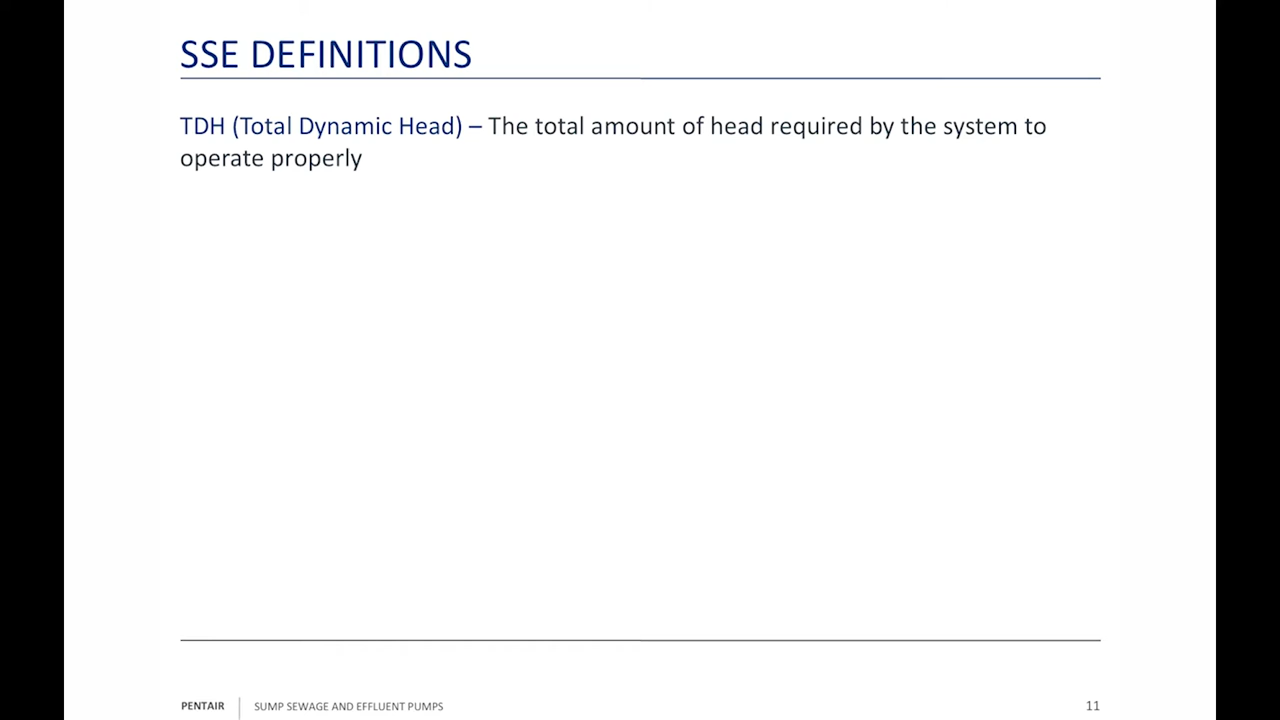 SSE DEFINITIONS
TDH (Total Dynamic Head) – The total amount of head required by the system to
operate properly
PENTAIR
SUMP SEWAGE AND EFFLUENT PUMPS
11